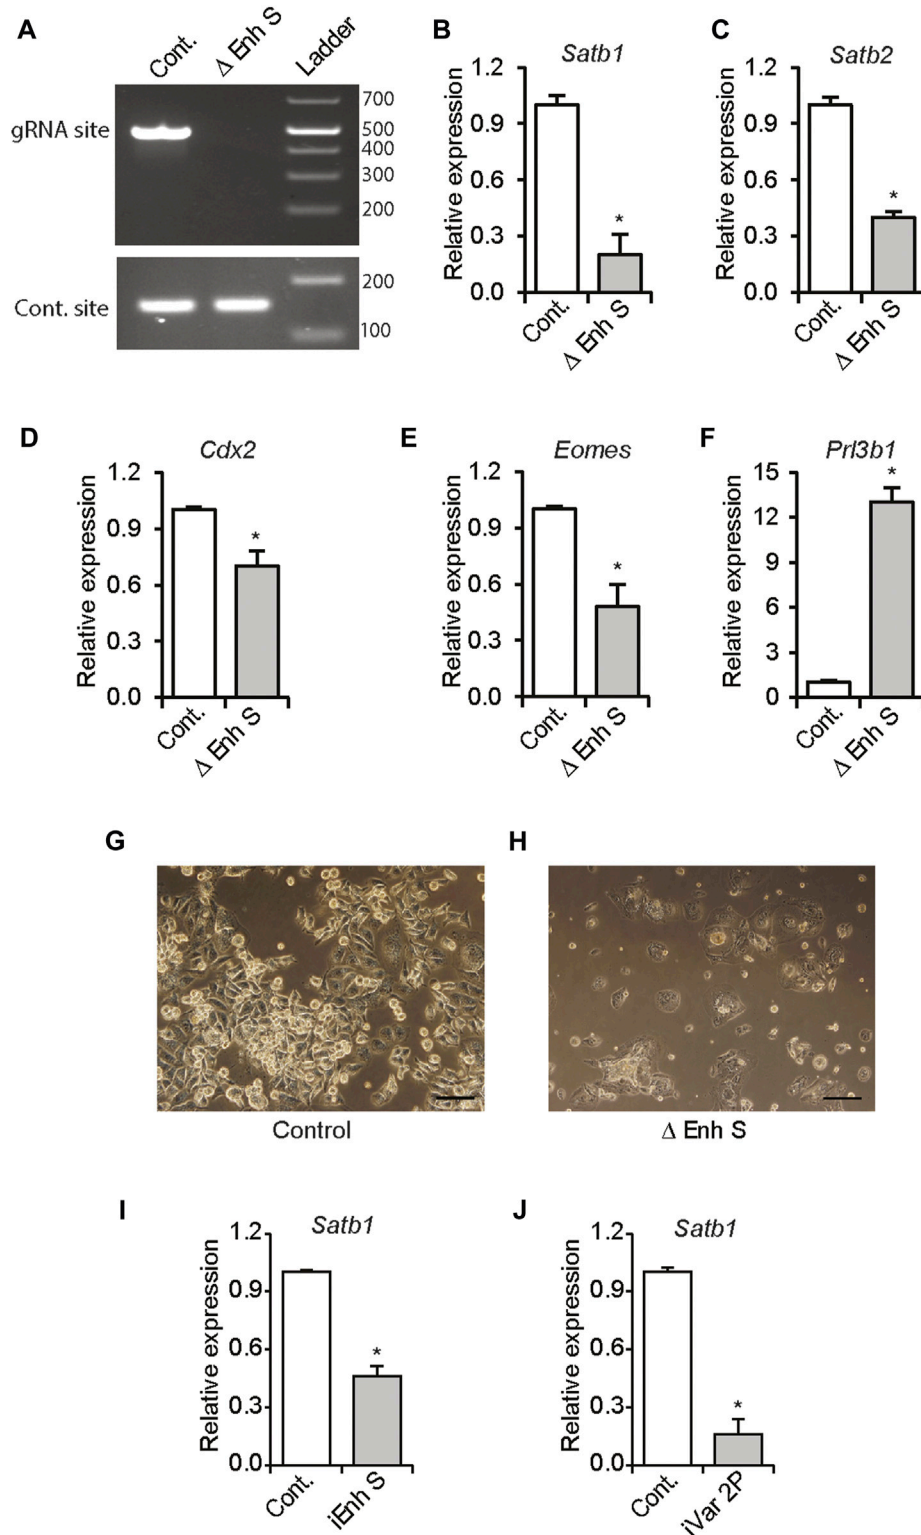 A
Cont.
Δ Enh S
Ladder
gRNA site
700
500
400
300
200
Cont. site
200
100
B
Satb1
Relative expression
1.2
0.9
0.6
0.3
0.0
*
Cont.
Δ Enh S
C
Satb2
Relative expression
1.2
0.9
0.6
0.3
0.0
*
Cont.
Δ Enh S
D
Cdx2
Relative expression
1.2
0.9
0.6
0.3
0.0
*
Cont.
Δ Enh S
E
Eomes
Relative expression
1.2
0.9
0.6
0.3
0.0
*
Cont.
Δ Enh S
F
Prl3b1
Relative expression
15
12
9
6
3
0
*
Cont.
Δ Enh S
G
Control
H
Δ Enh S
I
Satb1
Relative expression
1.2
0.9
0.6
0.3
0.0
*
Cont.
iEnh S
J
Satb1
Relative expression
1.2
0.9
0.6
0.3
0.0
*
Cont.
iVar 2P